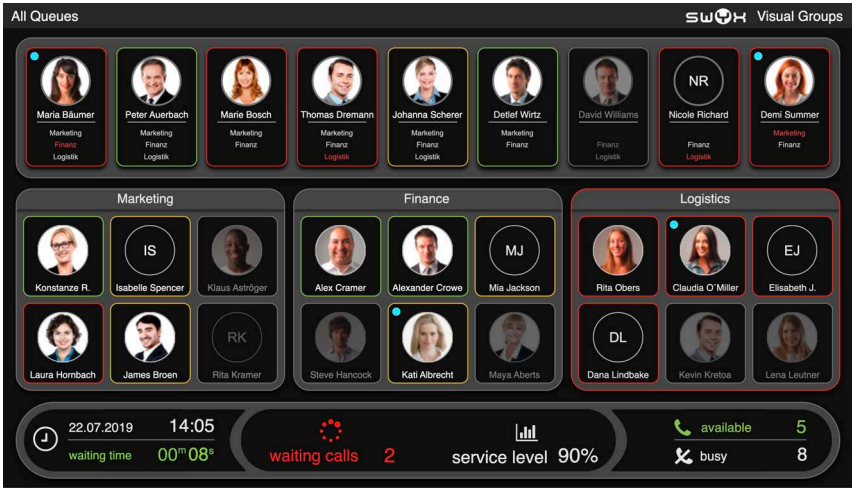 All Queues
swyx Visual Groups
Maria Bäumer
Marketing
Finanz
Logistik
Peter Auerbach
Marketing
Finanz
Logistik
Marie Bosch
Marketing
Finanz
Logistik
Thomas Dremann
Marketing
Finanz
Logistik
Johanna Scherer
Marketing
Finanz
Logistik
Detlef Wirtz
Marketing
Finanz
David Williams
Finanz
Logistik
NR
Nicole Richard
Finanz
Logistik
Demi Summer
Marketing
Finanz
Marketing
Konstanze R.
IS
Isabelle Spencer
Klaus Aströger
Laura Hornbach
James Broen
RK
Rita Kramer
Finance
Alex Cramer
Alexander Crowe
MJ
Mia Jackson
Steve Hancock
Kati Albrecht
Maya Aberts
Logistics
Rita Obers
Claudia O´Miller
EJ
Elisabeth J.
DL
Dana Lindbake
Kevin Kretoa
Lena Leutner
22.07.2019 14:05
waiting time 00m 08s
waiting calls 2
service level 90%
available 5
busy 8